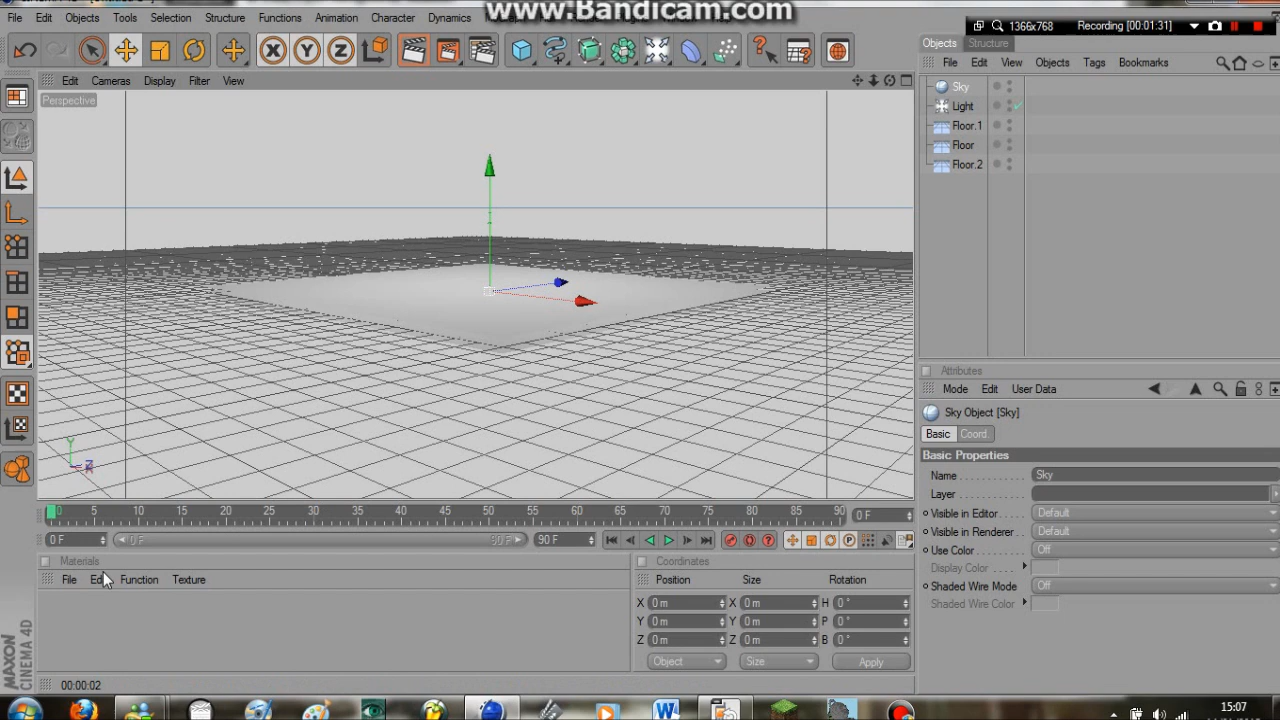 www.Bandicam.com
1366x768 Recording [00:01:31]
File Edit Objects Tools Selection Structure Functions Animation Character Dynamics
X Y Z
Objects Structure
File Edit View Objects Tags Bookmarks
Edit Cameras Display Filter View
Perspective
Sky
Light
Floor.1
Floor
Floor.2
Y
Z
Attributes
Mode Edit User Data
Sky Object [Sky]
Basic Coord.
Basic Properties
Name Sky
Layer
Visible in Editor Default
Visible in Renderer Default
Use Color Off
Display Color
Shaded Wire Mode Off
Shaded Wire Color
0 5 10 15 20 25 30 35 40 45 50 55 60 65 70 75 80 85 90 0 F
0 F 0 F 90 F 90 F
Materials
File Edit Function Texture
Coordinates
Position Size Rotation
X 0 m X 0 m H 0 °
Y 0 m Y 0 m P 0 °
Z 0 m Z 0 m B 0 °
Object Size Apply
MAXON CINEMA 4D
00:00:02
15:07